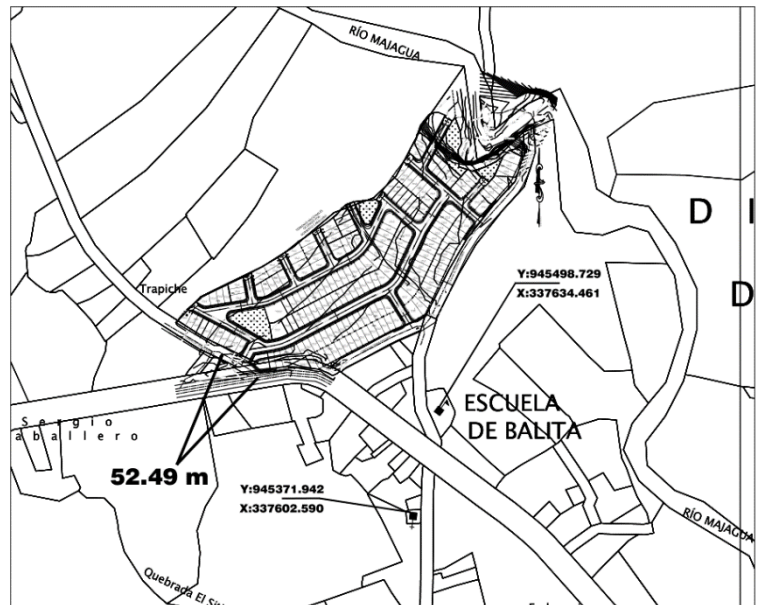 RÍO MAJAGUA
D I
D
Y:945498.729
X:337634.461
Trapiche
ESCUELA
DE BALITA
Sergio
aballero
52.49 m
Y:945371.942
X:337602.590
RÍO MAJAGUA
Quebrada El